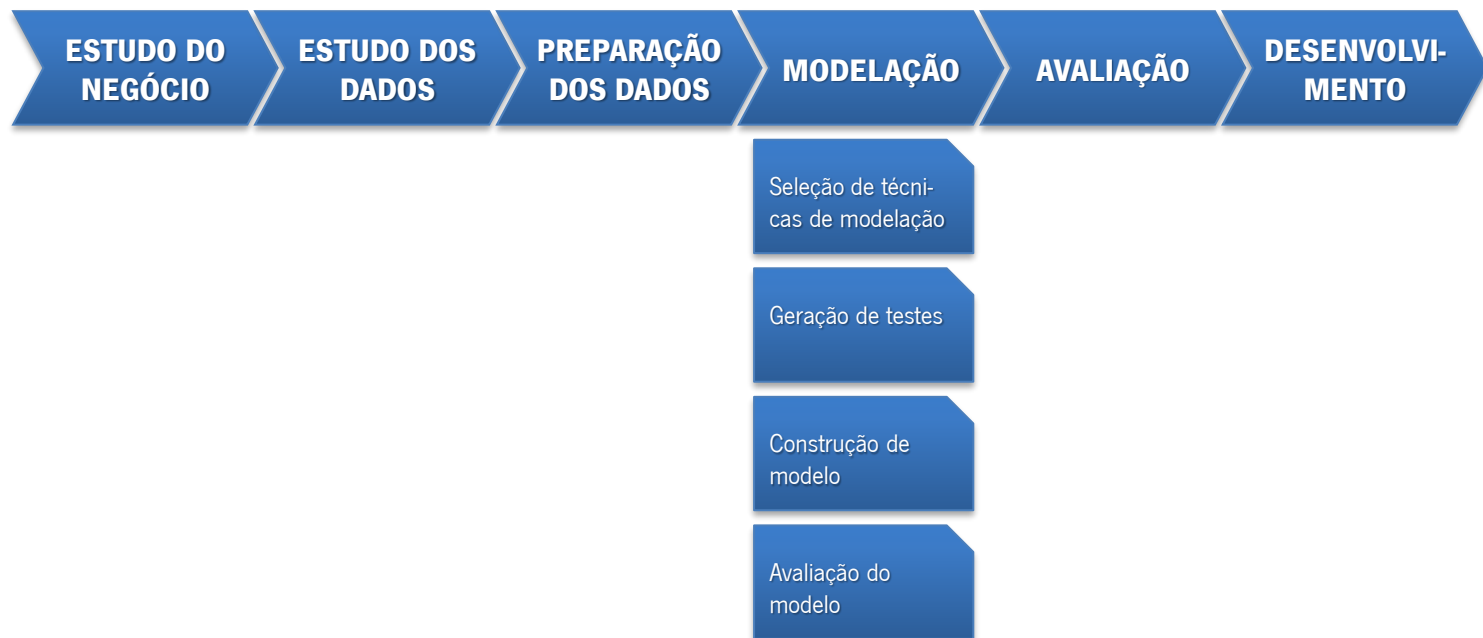 ESTUDO DO
NEGÓCIO
ESTUDO DOS
DADOS
PREPARAÇÃO
DOS DADOS
MODELAÇÃO
AVALIAÇÃO
DESENVOLVI-
MENTO
Seleção de técni-
cas de modelação
Geração de testes
Construção de
modelo
Avaliação do
modelo